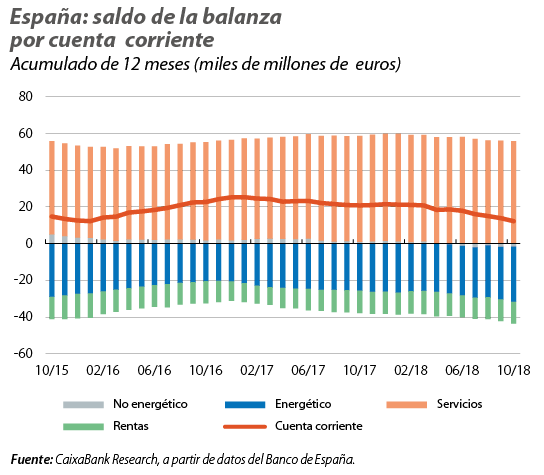 España: saldo de la balanza
por cuenta corriente
Acumulado de 12 meses (miles de millones de euros)
80
60
40
20
0
-20
-40
-60
10/15 02/16 06/16 10/16 02/17 06/17 10/17 02/18 06/18 10/18
No energético Energético Servicios
Rentas Cuenta corriente
Fuente: CaixaBank Research, a partir de datos del Banco de España.